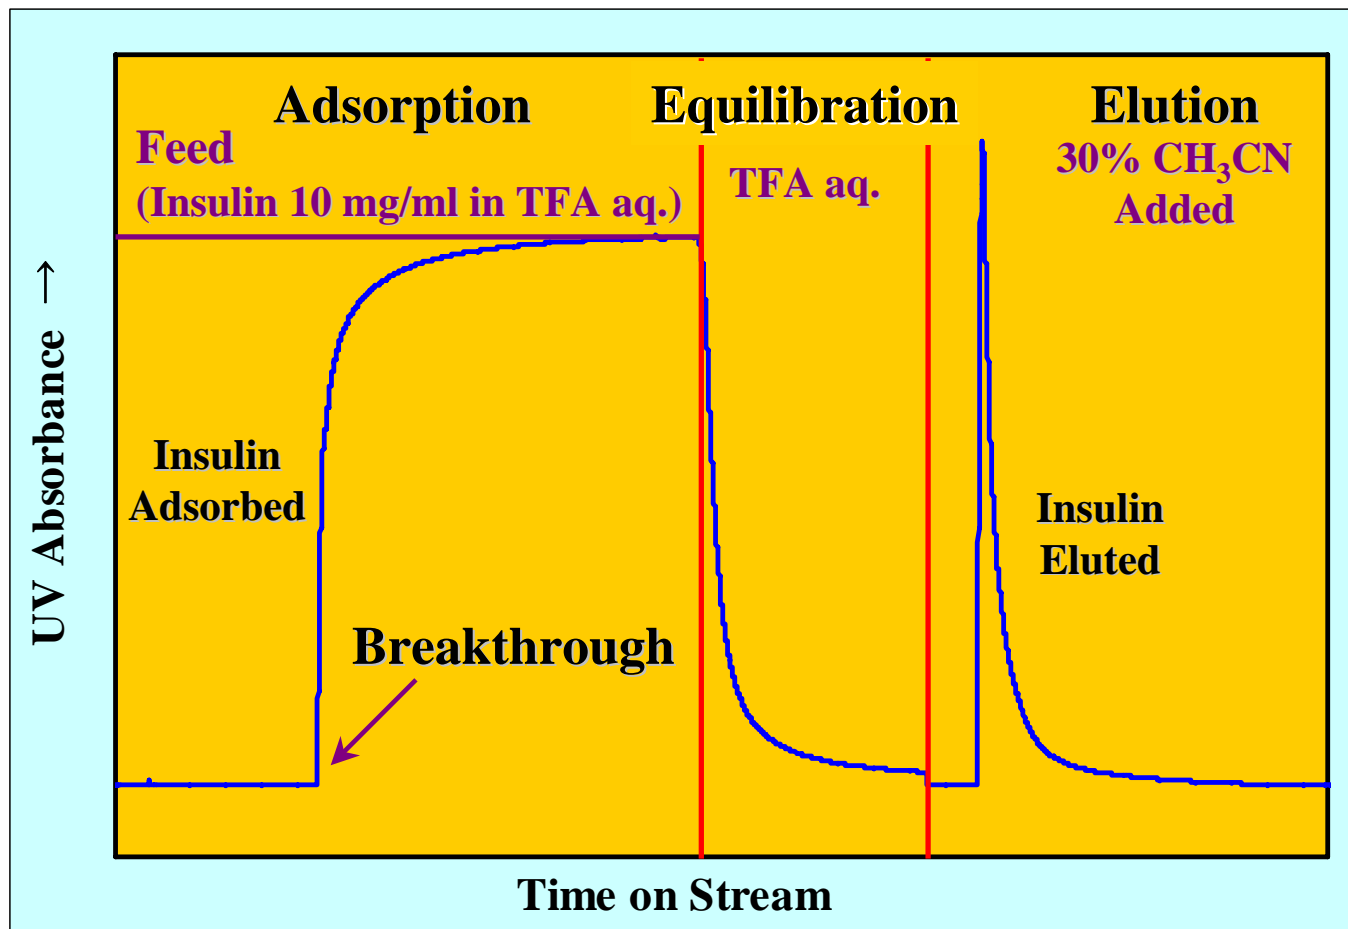 Adsorption
Equilibration
Elution
Feed
(Insulin 10 mg/ml in TFA aq.)
TFA aq.
30% CH₃CN
Added
Insulin
Adsorbed
Insulin
Eluted
Breakthrough
UV Absorbance →
Time on Stream